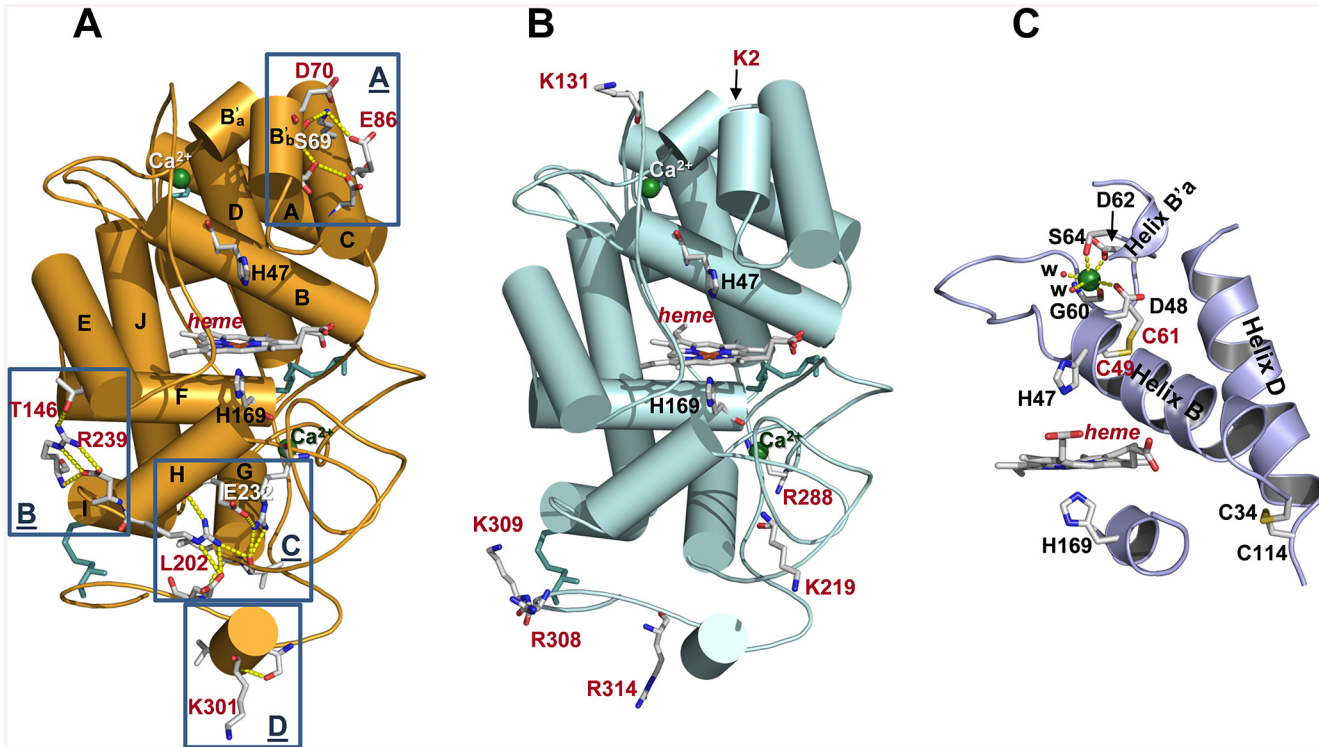 A
D70
A
E86
B'a
B'b
S69
Ca2+
D
A
C
H47
B
E
J
heme
F
T146
H169
R239
Ca2+
H
G
E232
I
B
C
L202
K301
D
B
K2
K131
Ca2+
H47
heme
H169
Ca2+
R288
K309
K219
R308
R314
C
D62
Helix B'a
S64
w
w
G60
D48
C61
C49
Helix B
Helix D
H47
heme
C34
H169
C114